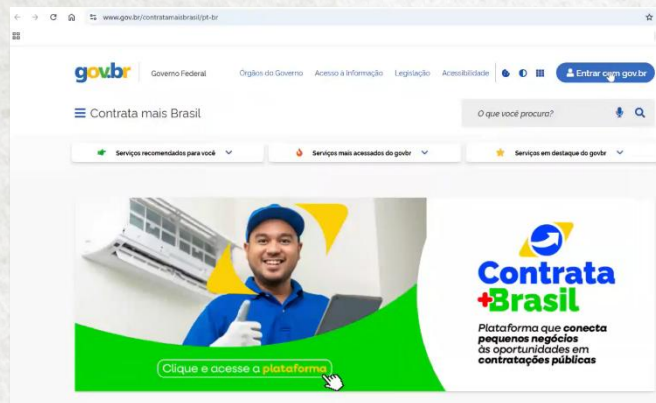 www.gov.br/contratamaisbrasil/pt-br
gov.br
Governo Federal
Órgãos do Governo Acesso à Informação Legislação Acessibilidade
Entrar com gov.br
Contrata mais Brasil
O que você procura?
Serviços recomendados para você
Serviços mais acessados do govbr
Serviços em destaque do govbr
Contrata
+Brasil
Plataforma que conecta
pequenos negócios
às oportunidades em
contratações públicas
Clique e acesse a plataforma